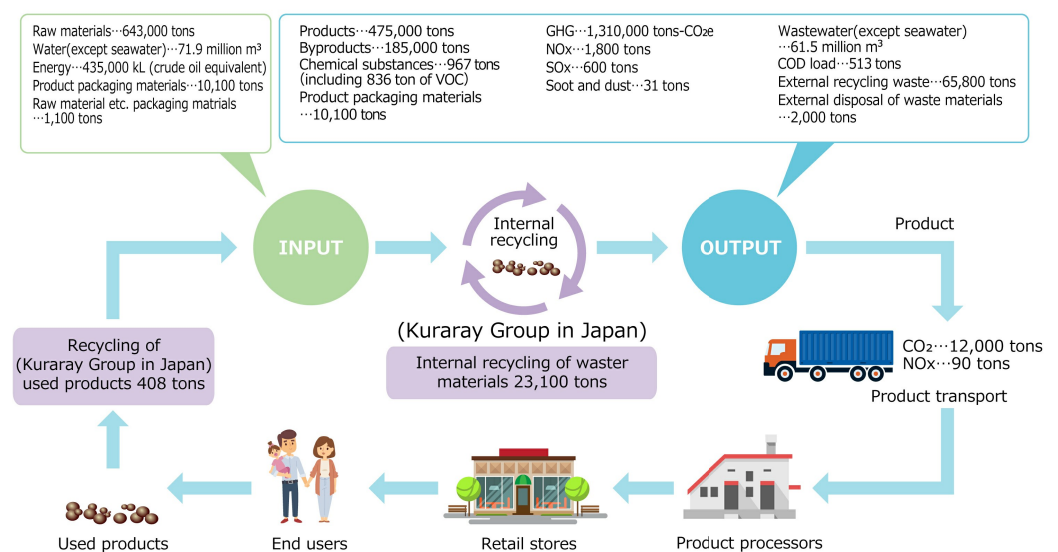 Raw materials…643,000 tons
Water(except seawater)…71.9 million m³
Energy…435,000 kL (crude oil equivalent)
Product packaging materials…10,100 tons
Raw material etc. packaging matrials
…1,100 tons
Products…475,000 tons
Byproducts…185,000 tons
Chemical substances…967 tons
(including 836 ton of VOC)
Product packaging materials
…10,100 tons
GHG…1,310,000 tons-CO₂e
NOx…1,800 tons
SOx…600 tons
Soot and dust…31 tons
Wastewater(except seawater)
…61.5 million m³
COD load…513 tons
External recycling waste…65,800 tons
External disposal of waste materials
…2,000 tons
INPUT
Internal
recycling
OUTPUT
Product
(Kuraray Group in Japan)
Internal recycling of waster
materials 23,100 tons
Recycling of
(Kuraray Group in Japan)
used products 408 tons
CO₂…12,000 tons
NOx…90 tons
Product transport
Used products
End users
Retail stores
Product processors